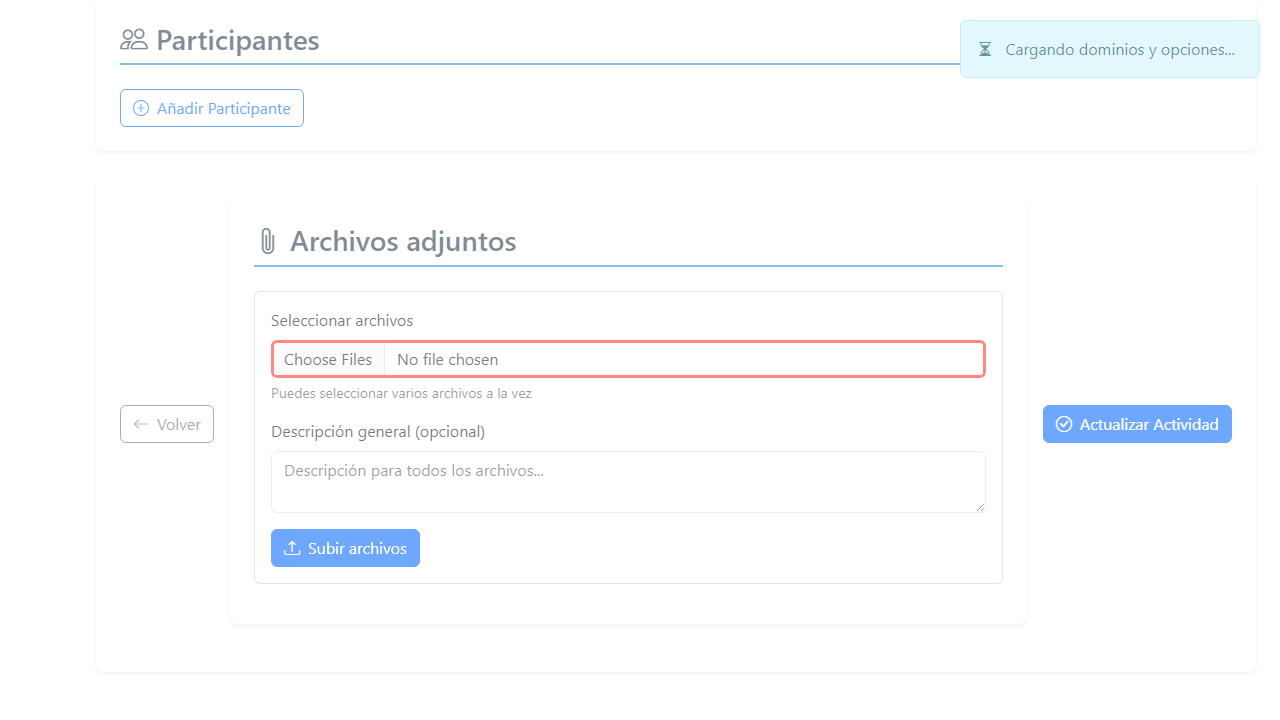 Participantes
Cargando dominios y opciones...
Añadir Participante
Archivos adjuntos
Seleccionar archivos
Choose Files No file chosen
Puedes seleccionar varios archivos a la vez
Volver
Actualizar Actividad
Descripción general (opcional)
Descripción para todos los archivos...
Subir archivos